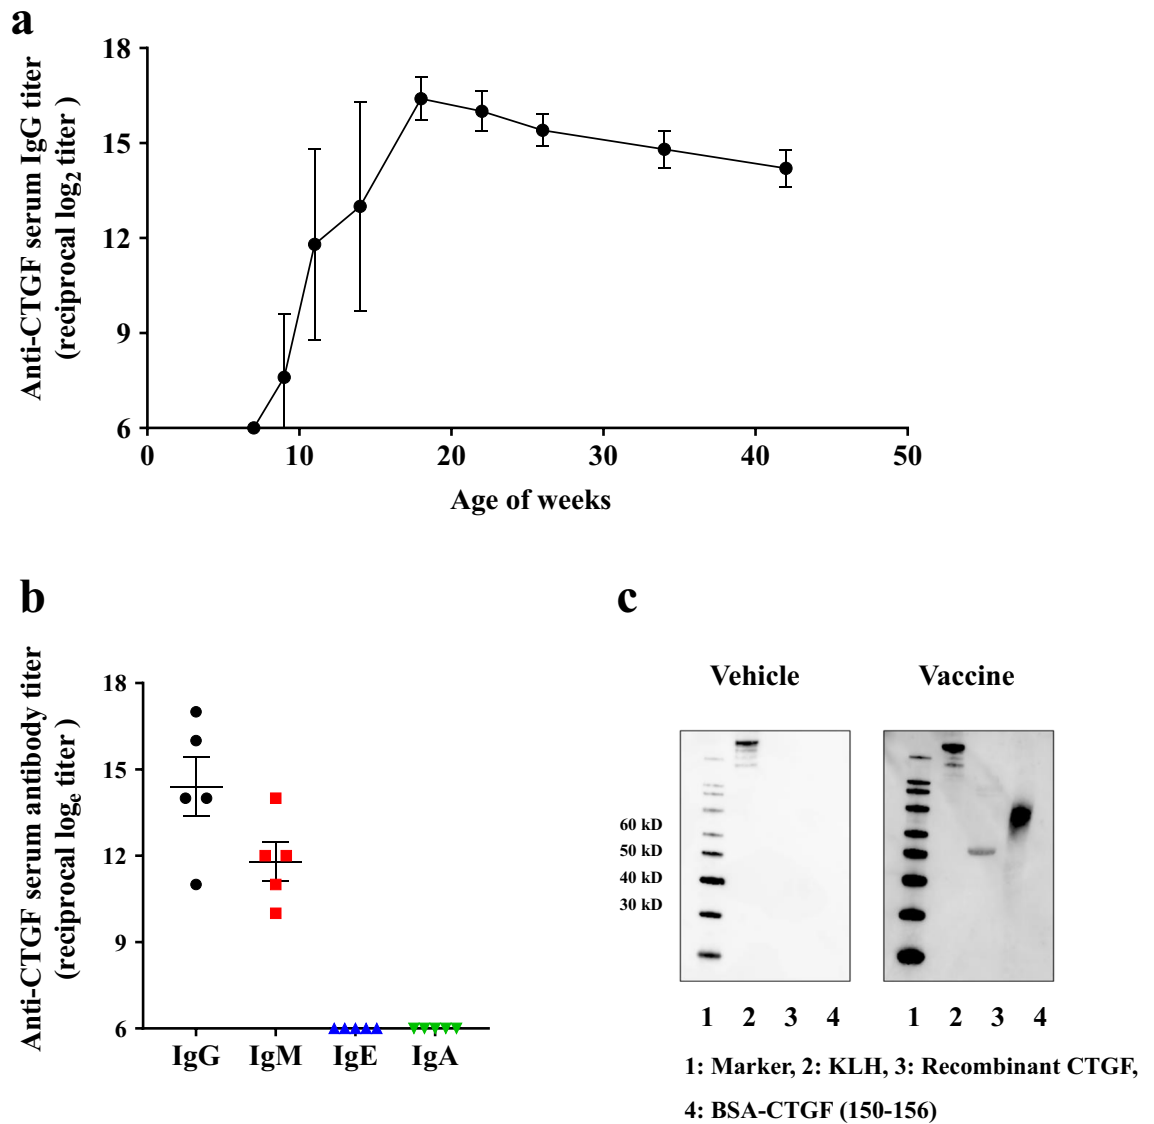 a
Anti-CTGF serum IgG titer
(reciprocal log2 titer )
18
15
12
9
6
0 10 20 30 40 50
Age of weeks
b
Anti-CTGF serum antibody titer
(reciprocal loge titer )
18
15
12
9
6
IgG IgM IgE IgA
c
Vehicle Vaccine
60 kD
50 kD
40 kD
30 kD
1 2 3 4 1 2 3 4
1: Marker, 2: KLH, 3: Recombinant CTGF,
4: BSA-CTGF (150-156)